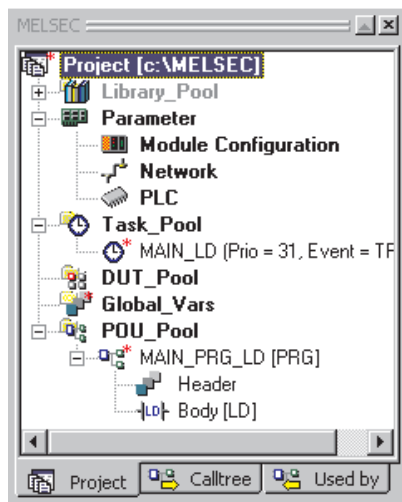 MELSEC
Project [c:\MELSEC]
Library_Pool
Parameter
Module Configuration
Network
PLC
Task_Pool
MAIN_LD (Prio = 31, Event = TF
DUT_Pool
Global_Vars
POU_Pool
MAIN_PRG_LD [PRG]
Header
LD Body [LD]
Project Calltree Used by